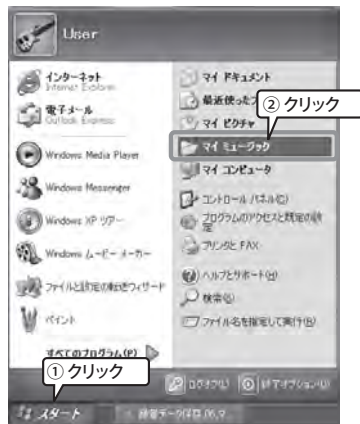 User
インターネット
Internet Explorer
電子メール
Outlook Express
Windows Media Player
Windows Messenger
Windows XP ツアー
Windows ムービー メーカー
ファイルと設定の転送ウィザード
ペイント
すべてのプログラム(P)
① クリック
マイ ドキュメント
最近使ったフ
② クリック
マイ ピクチャ
マイ ミュージック
マイ コンピュータ
コントロール パネル(C)
プログラムのアクセスと既定の設定
プリンタと FAX
ヘルプとサポート(H)
検索(S)
ファイル名を指定して実行(R)
ログオフ(L)
終了オプション(U)
スタート